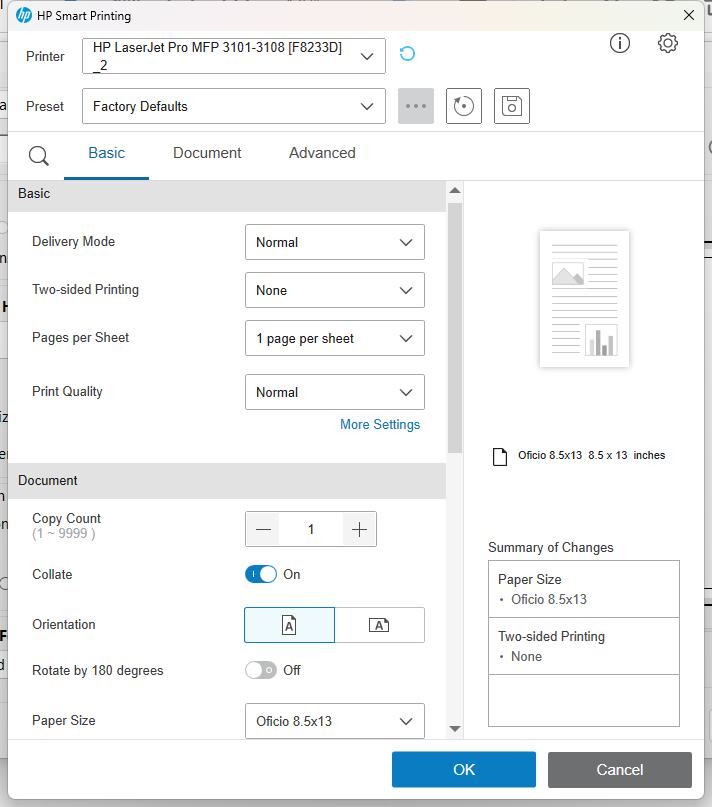 HP Smart Printing
Printer
HP LaserJet Pro MFP 3101-3108 [F8233D]
_2
Preset
Factory Defaults
Basic Document Advanced
Basic
Delivery Mode
Normal
Two-sided Printing
None
Pages per Sheet
1 page per sheet
Print Quality
Normal
More Settings
Document
Copy Count
(1 ~ 9999 )
1
Collate
On
Orientation
A A
Rotate by 180 degrees
Off
Paper Size
Oficio 8.5x13
Oficio 8.5x13 8.5 x 13 inches
Summary of Changes
Paper Size
• Oficio 8.5x13
Two-sided Printing
• None
OK Cancel